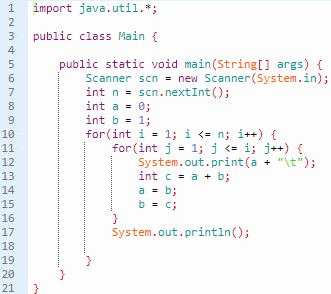 1 import java.util.*;
2
3 public class Main {
4
5     public static void main(String[] args) {
6         Scanner scn = new Scanner(System.in);
7         int n = scn.nextInt();
8         int a = 0;
9         int b = 1;
10         for(int i = 1; i <= n; i++) {
11             for(int j = 1; j <= i; j++) {
12                 System.out.print(a + "\t");
13                 int c = a + b;
14                 a = b;
15                 b = c;
16             }
17             System.out.println();
18
19         }
20     }
21 }